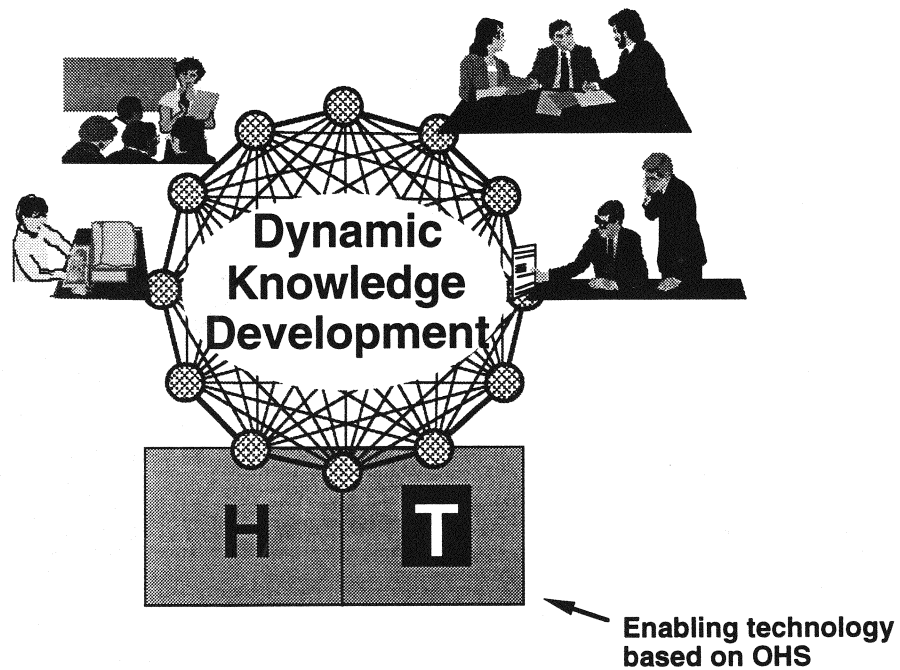 Dynamic
Knowledge
Development
H T
Enabling technology
based on OHS